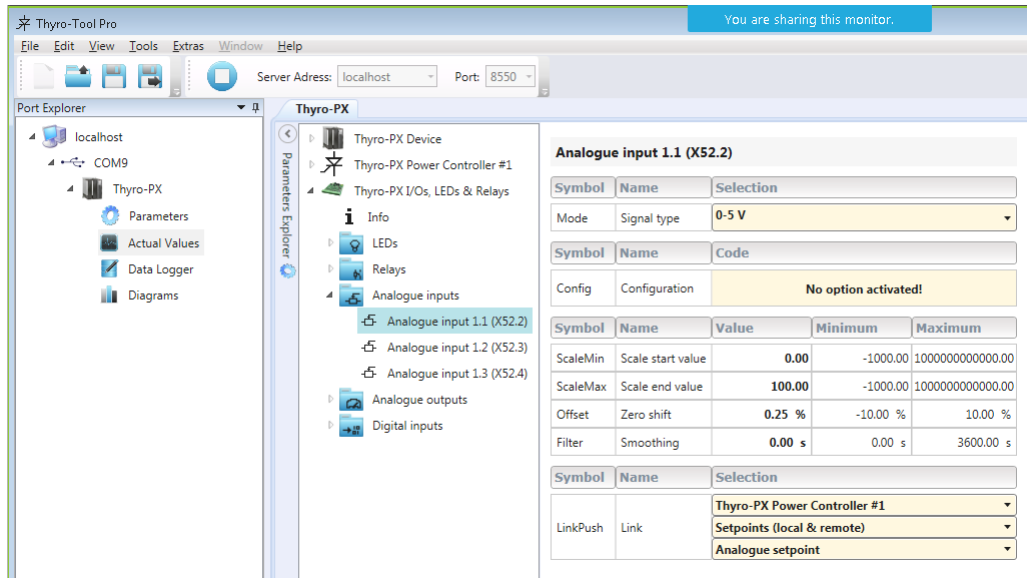 Thyro-Tool Pro
You are sharing this monitor.
File Edit View Tools Extras Window Help
Server Adress: localhost Port: 8550
Port Explorer
localhost
COM9
Thyro-PX
Parameters
Actual Values
Data Logger
Diagrams
Thyro-PX
Parameters Explorer
Thyro-PX Device
Thyro-PX Power Controller #1
Thyro-PX I/Os, LEDs & Relays
Info
LEDs
Relays
Analogue inputs
Analogue input 1.1 (X52.2)
Analogue input 1.2 (X52.3)
Analogue input 1.3 (X52.4)
Analogue outputs
Digital inputs
Analogue input 1.1 (X52.2)
Symbol Name Selection
Mode Signal type 0-5 V
Symbol Name Code
Config Configuration No option activated!
Symbol Name Value Minimum Maximum
ScaleMin Scale start value 0.00 -1000.00 1000000000000.00
ScaleMax Scale end value 100.00 -1000.00 1000000000000.00
Offset Zero shift 0.25 % -10.00 % 10.00 %
Filter Smoothing 0.00 s 0.00 s 3600.00 s
Symbol Name Selection
Thyro-PX Power Controller #1
LinkPush Link Setpoints (local & remote)
Analogue setpoint